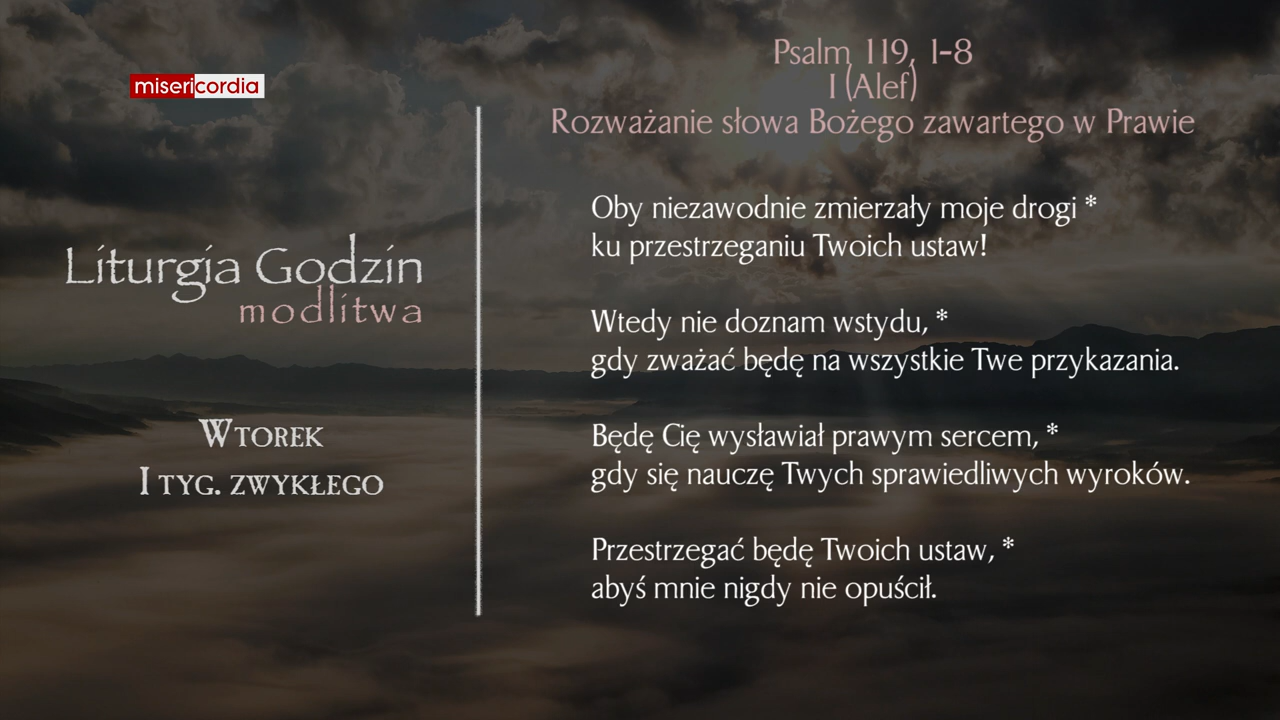 misericordia
Liturgia Godzin
modlitwa
Wtorek
I tyg. zwykłego
Psalm 119, 1-8
I (Alef)
Rozważanie słowa Bożego zawartego w Prawie
Oby niezawodnie zmierzały moje drogi *
ku przestrzeganiu Twoich ustaw!
Wtedy nie doznam wstydu, *
gdy zważać będę na wszystkie Twe przykazania.
Będę Cię wysławiał prawym sercem, *
gdy się nauczę Twych sprawiedliwych wyroków.
Przestrzegać będę Twoich ustaw, *
abyś mnie nigdy nie opuścił.